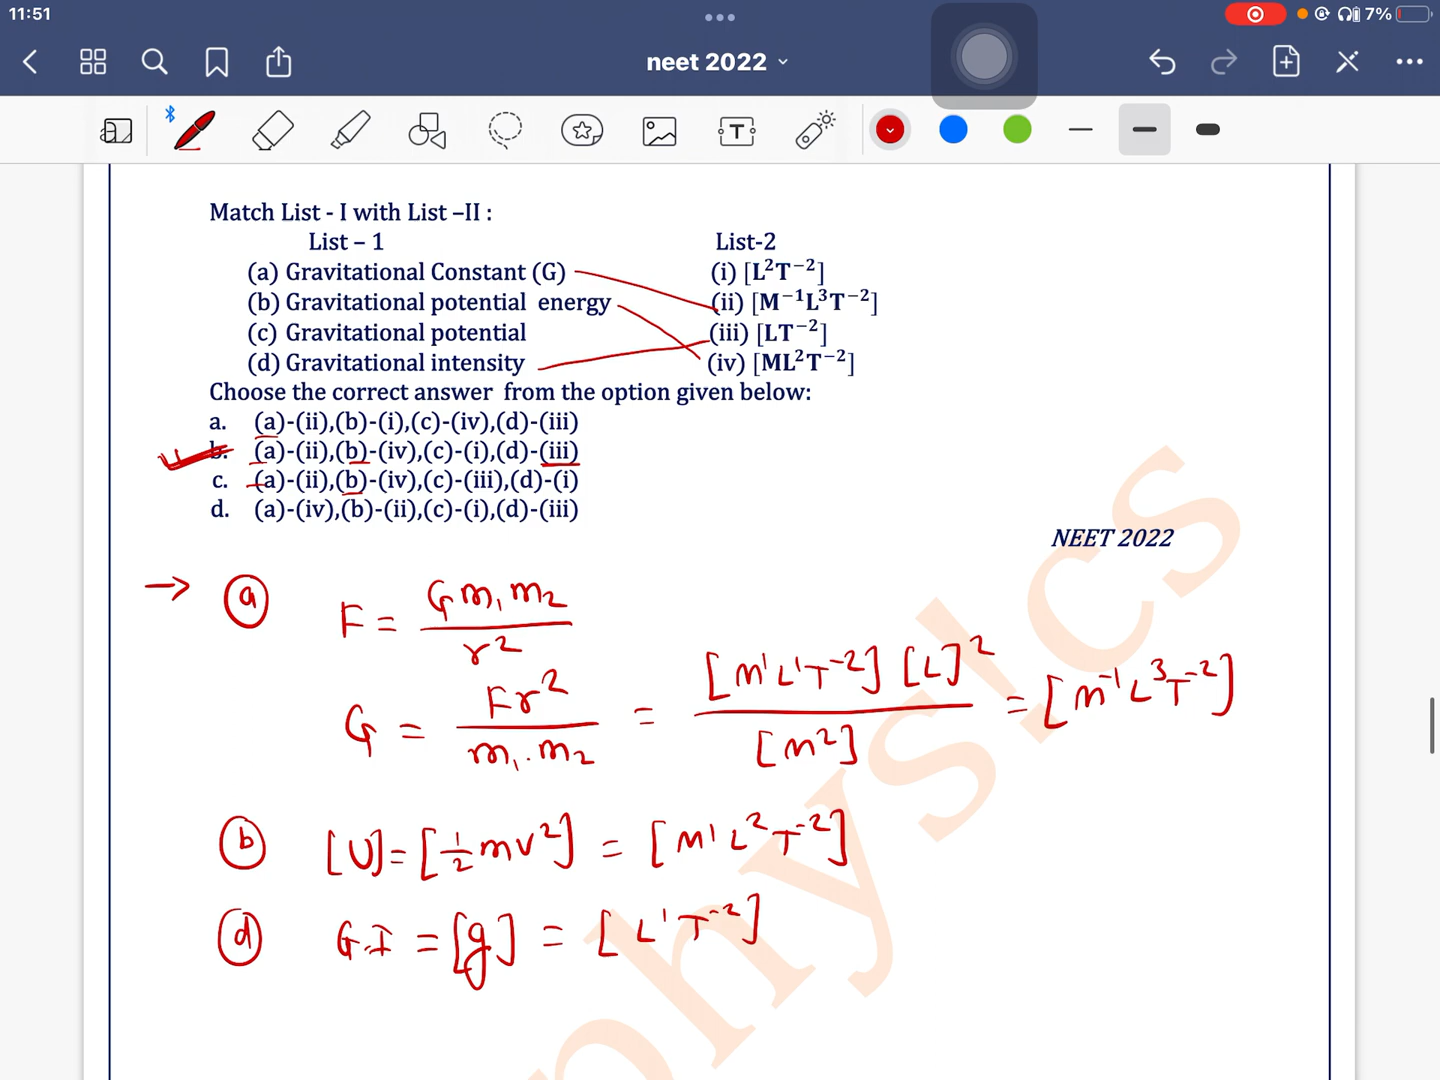 11:51
7%
neet 2022
Match List - I with List –II :
List – 1 List-2
(a) Gravitational Constant (G) (i) [L²T⁻²]
(b) Gravitational potential energy (ii) [M⁻¹L³T⁻²]
(c) Gravitational potential (iii) [LT⁻²]
(d) Gravitational intensity (iv) [ML²T⁻²]
Choose the correct answer from the option given below:
a. (a)-(ii),(b)-(i),(c)-(iv),(d)-(iii)
b. (a)-(ii),(b)-(iv),(c)-(i),(d)-(iii)
c. (a)-(ii),(b)-(iv),(c)-(iii),(d)-(i)
d. (a)-(iv),(b)-(ii),(c)-(i),(d)-(iii)
NEET 2022
→ (a) F = Gm₁m₂ / r²
G = Fr² / m₁.m₂ = [M¹L¹T⁻²] [L]² / [M²] = [M⁻¹L³T⁻²]
(b) [U] = [½mv²] = [M¹L²T⁻²]
(d) G.I = [g] = [L¹T⁻²]
phys!cs